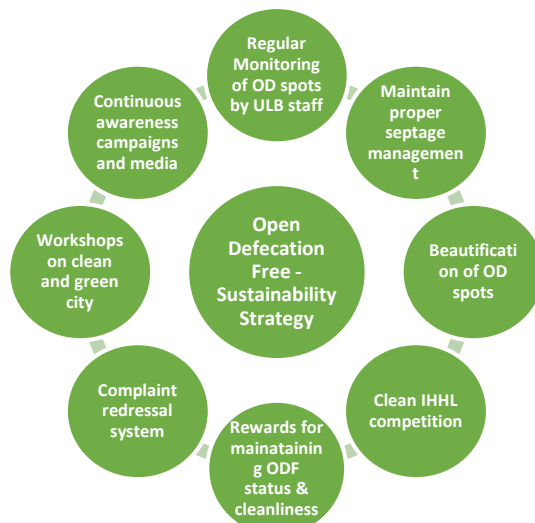 Regular
Monitoring
of OD spots
by ULB staff
Maintain
proper
septage
managemen
t
Beautificati
on of OD
spots
Clean IHHL
competition
Rewards for
mainatainin
g ODF
status &
cleanliness
Complaint
redressal
system
Workshops
on clean
and green
city
Continuous
awareness
campaigns
and media
Open
Defecation
Free -
Sustainability
Strategy